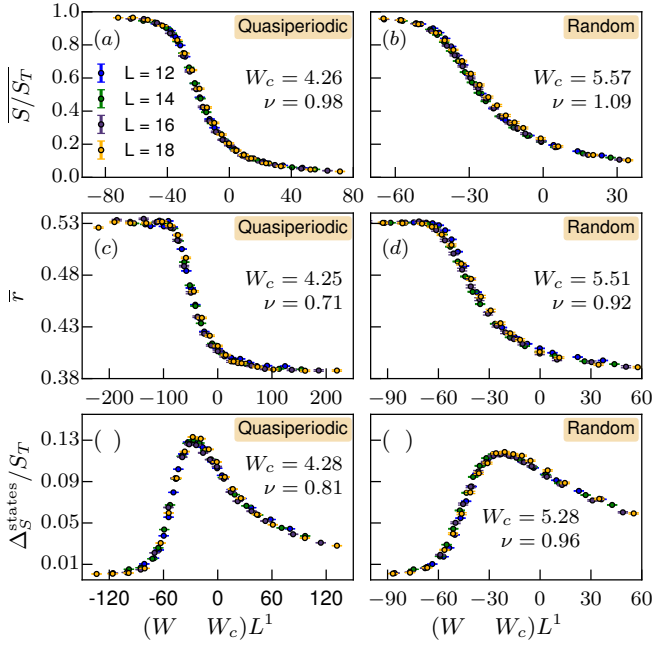 1.0
0.8
0.6
0.4
0.2
0.0
S/S_T
(a)
Quasiperiodic
L = 12
L = 14
L = 16
L = 18
W_c = 4.26
ν = 0.98
−80 −40 0 40 80
(b)
Random
W_c = 5.57
ν = 1.09
−60 −30 0 30
0.53
0.48
0.43
0.38
r
(c)
Quasiperiodic
W_c = 4.25
ν = 0.71
−200 −100 0 100 200
(d)
Random
W_c = 5.51
ν = 0.92
−90 −60 −30 0 30 60
0.13
0.09
0.05
0.01
Δ_S^states/S_T
( )
Quasiperiodic
W_c = 4.28
ν = 0.81
-120 -60 0 60 120
(W W_c)L^1
( )
Random
W_c = 5.28
ν = 0.96
−90 −60 −30 0 30 60
(W W_c)L^1